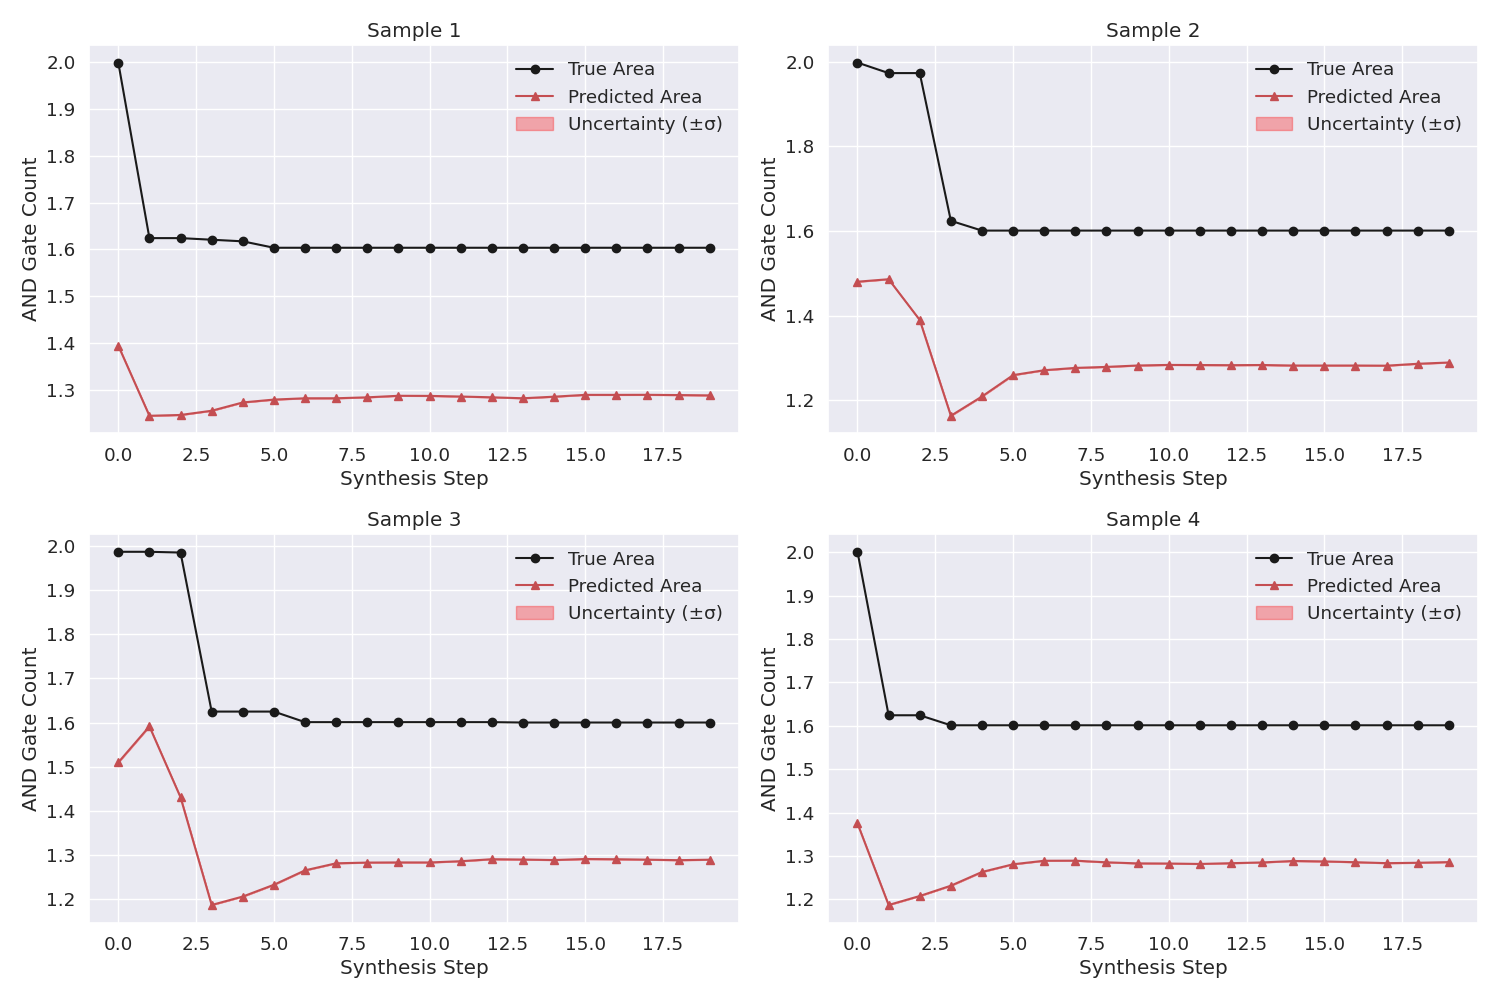 Sample 1
2.0
1.9
1.8
1.7
1.6
1.5
1.4
1.3
AND Gate Count
True Area
Predicted Area
Uncertainty (±σ)
0.0 2.5 5.0 7.5 10.0 12.5 15.0 17.5
Synthesis Step
Sample 2
2.0
1.8
1.6
1.4
1.2
AND Gate Count
True Area
Predicted Area
Uncertainty (±σ)
0.0 2.5 5.0 7.5 10.0 12.5 15.0 17.5
Synthesis Step
Sample 3
2.0
1.9
1.8
1.7
1.6
1.5
1.4
1.3
1.2
AND Gate Count
True Area
Predicted Area
Uncertainty (±σ)
0.0 2.5 5.0 7.5 10.0 12.5 15.0 17.5
Synthesis Step
Sample 4
2.0
1.9
1.8
1.7
1.6
1.5
1.4
1.3
1.2
AND Gate Count
True Area
Predicted Area
Uncertainty (±σ)
0.0 2.5 5.0 7.5 10.0 12.5 15.0 17.5
Synthesis Step